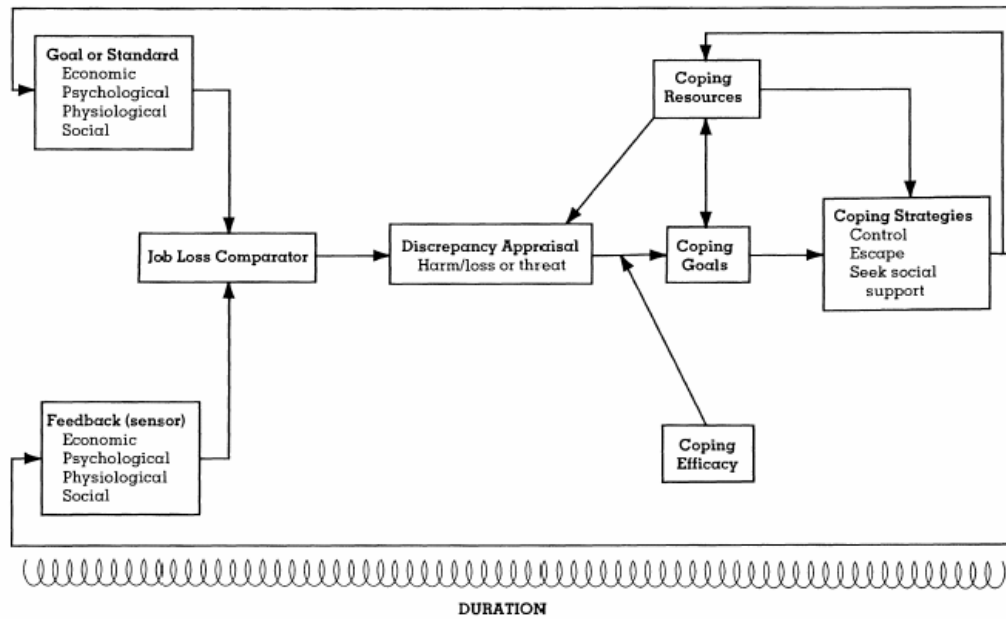 Goal or Standard
Economic
Psychological
Physiological
Social
Coping
Resources
Job Loss Comparator
Discrepancy Appraisal
Harm/loss or threat
Coping
Goals
Coping Strategies
Control
Escape
Seek social
support
Feedback (sensor)
Economic
Psychological
Physiological
Social
Coping
Efficacy
DURATION